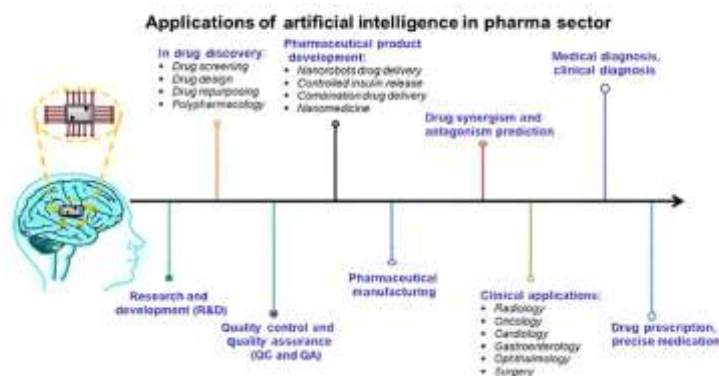 Applications of artificial intelligence in pharma sector
In drug discovery:
• Drug screening
• Drug design
• Drug repurposing
• Polypharmacology
Pharmaceutical product
development:
• Nanorobots drug delivery
• Controlled insulin release
• Combination drug delivery
• Nanomedicine
Drug synergism and
antagonism prediction
Medical diagnosis,
clinical diagnosis
Research and
development (R&D)
Quality control and
quality assurance
(QC and QA)
Pharmaceutical
manufacturing
Clinical applications:
• Radiology
• Oncology
• Cardiology
• Gastroenterology
• Ophthalmology
• Surgery
Drug prescription,
precise medication